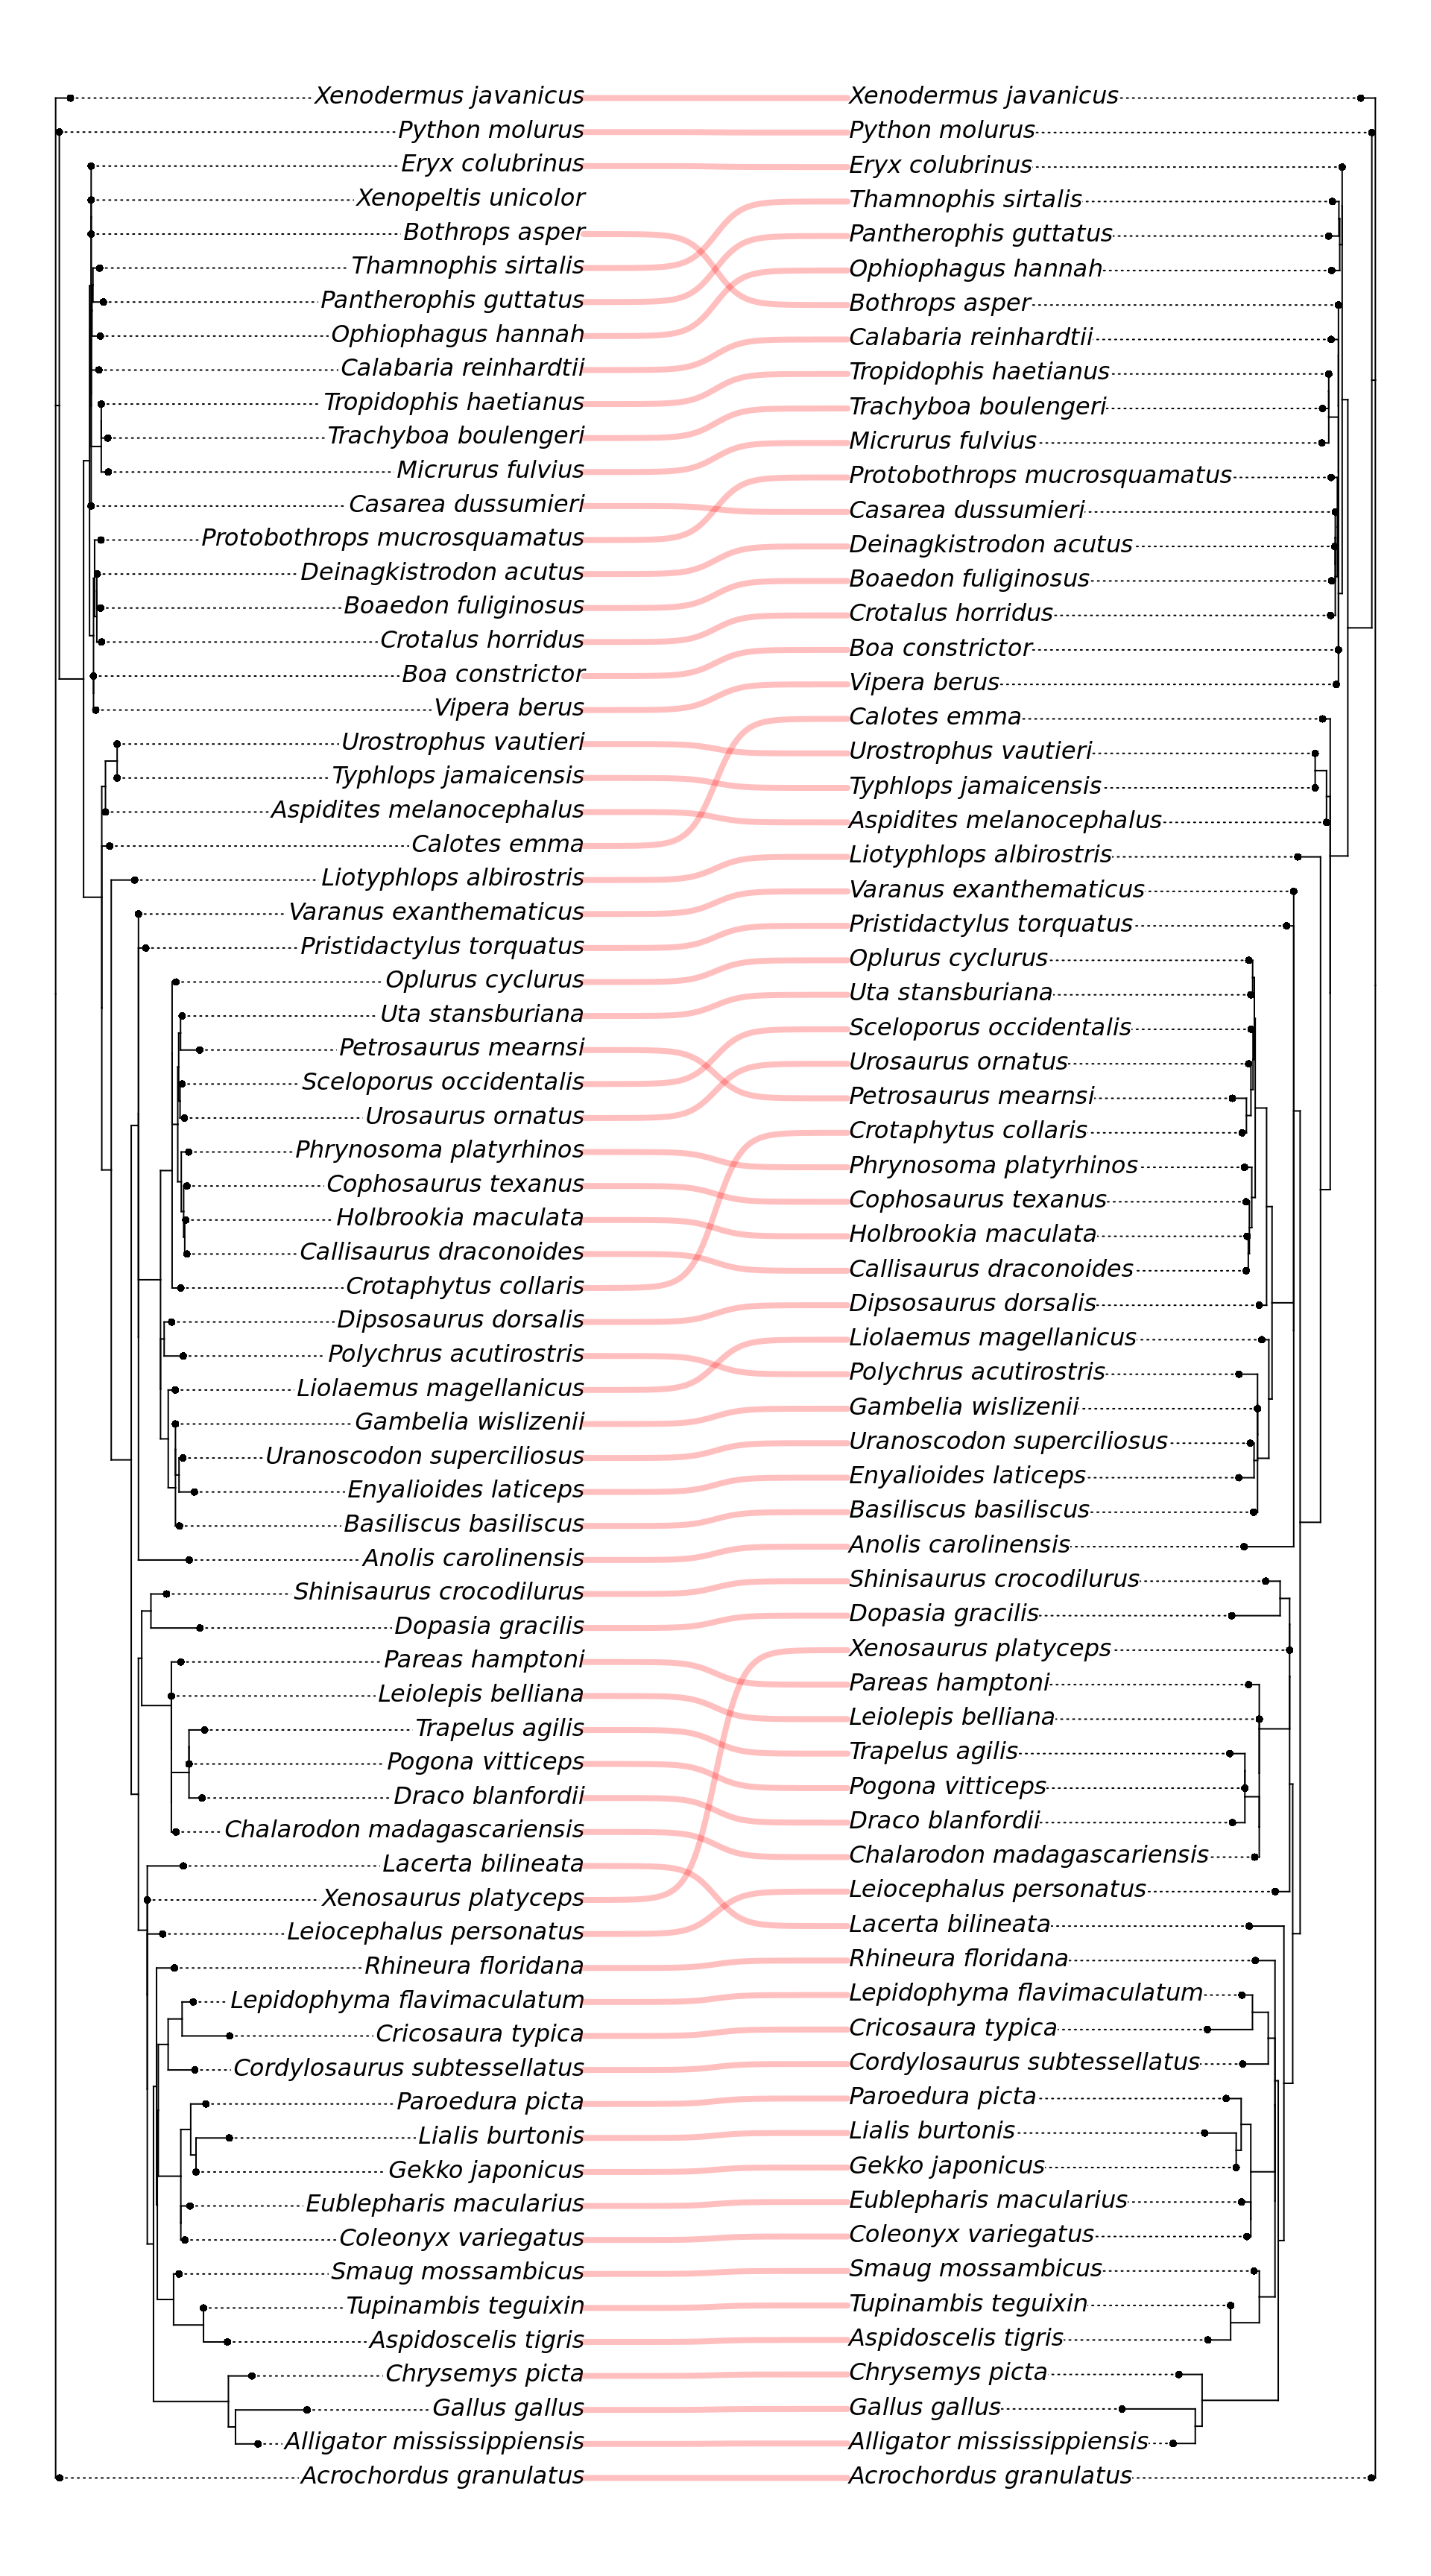 Xenodermus javanicus Xenodermus javanicus
Python molurus Python molurus
Eryx colubrinus Eryx colubrinus
Xenopeltis unicolor Thamnophis sirtalis
Bothrops asper Pantherophis guttatus
Thamnophis sirtalis Ophiophagus hannah
Pantherophis guttatus Bothrops asper
Ophiophagus hannah Calabaria reinhardtii
Calabaria reinhardtii Tropidophis haetianus
Tropidophis haetianus Trachyboa boulengeri
Trachyboa boulengeri Micrurus fulvius
Micrurus fulvius Protobothrops mucrosquamatus
Casarea dussumieri Casarea dussumieri
Protobothrops mucrosquamatus Deinagkistrodon acutus
Deinagkistrodon acutus Boaedon fuliginosus
Boaedon fuliginosus Crotalus horridus
Crotalus horridus Boa constrictor
Boa constrictor Vipera berus
Vipera berus Calotes emma
Urostrophus vautieri Urostrophus vautieri
Typhlops jamaicensis Typhlops jamaicensis
Aspidites melanocephalus Aspidites melanocephalus
Calotes emma Liotyphlops albirostris
Liotyphlops albirostris Varanus exanthematicus
Varanus exanthematicus Pristidactylus torquatus
Pristidactylus torquatus Oplurus cyclurus
Oplurus cyclurus Uta stansburiana
Uta stansburiana Sceloporus occidentalis
Petrosaurus mearnsi Urosaurus ornatus
Sceloporus occidentalis Petrosaurus mearnsi
Urosaurus ornatus Crotaphytus collaris
Phrynosoma platyrhinos Phrynosoma platyrhinos
Cophosaurus texanus Cophosaurus texanus
Holbrookia maculata Holbrookia maculata
Callisaurus draconoides Callisaurus draconoides
Crotaphytus collaris Dipsosaurus dorsalis
Dipsosaurus dorsalis Liolaemus magellanicus
Polychrus acutirostris Polychrus acutirostris
Liolaemus magellanicus Gambelia wislizenii
Gambelia wislizenii Uranoscodon superciliosus
Uranoscodon superciliosus Enyalioides laticeps
Enyalioides laticeps Basiliscus basiliscus
Basiliscus basiliscus Anolis carolinensis
Anolis carolinensis Shinisaurus crocodilurus
Shinisaurus crocodilurus Dopasia gracilis
Dopasia gracilis Xenosaurus platyceps
Pareas hamptoni Pareas hamptoni
Leiolepis belliana Leiolepis belliana
Trapelus agilis Trapelus agilis
Pogona vitticeps Pogona vitticeps
Draco blanfordii Draco blanfordii
Chalarodon madagascariensis Chalarodon madagascariensis
Lacerta bilineata Leiocephalus personatus
Xenosaurus platyceps Lacerta bilineata
Leiocephalus personatus Rhineura floridana
Rhineura floridana Lepidophyma flavimaculatum
Lepidophyma flavimaculatum Cricosaura typica
Cricosaura typica Cordylosaurus subtessellatus
Cordylosaurus subtessellatus Paroedura picta
Paroedura picta Lialis burtonis
Lialis burtonis Gekko japonicus
Gekko japonicus Eublepharis macularius
Eublepharis macularius Coleonyx variegatus
Coleonyx variegatus Smaug mossambicus
Smaug mossambicus Tupinambis teguixin
Tupinambis teguixin Aspidoscelis tigris
Aspidoscelis tigris Chrysemys picta
Chrysemys picta Gallus gallus
Gallus gallus Alligator mississippiensis
Alligator mississippiensis Acrochordus granulatus
Acrochordus granulatus